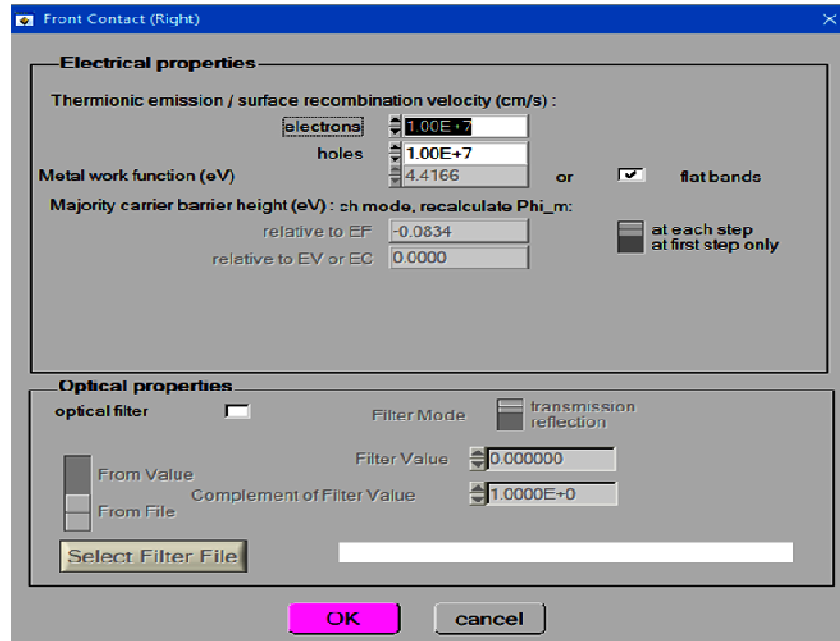 Front Contact (Right)
Electrical properties
Thermionic emission / surface recombination velocity (cm/s) :
electrons 1.00E+7
holes 1.00E+7
Metal work function (eV) 4.4166 or flat bands
Majority carrier barrier height (eV) : ch mode, recalculate Phi_m:
relative to EF -0.0834 at each step
at first step only
relative to EV or EC 0.0000
Optical properties
optical filter Filter Mode transmission
reflection
Filter Value 0.000000
From Value
Complement of Filter Value 1.0000E+0
From File
Select Filter File
OK cancel